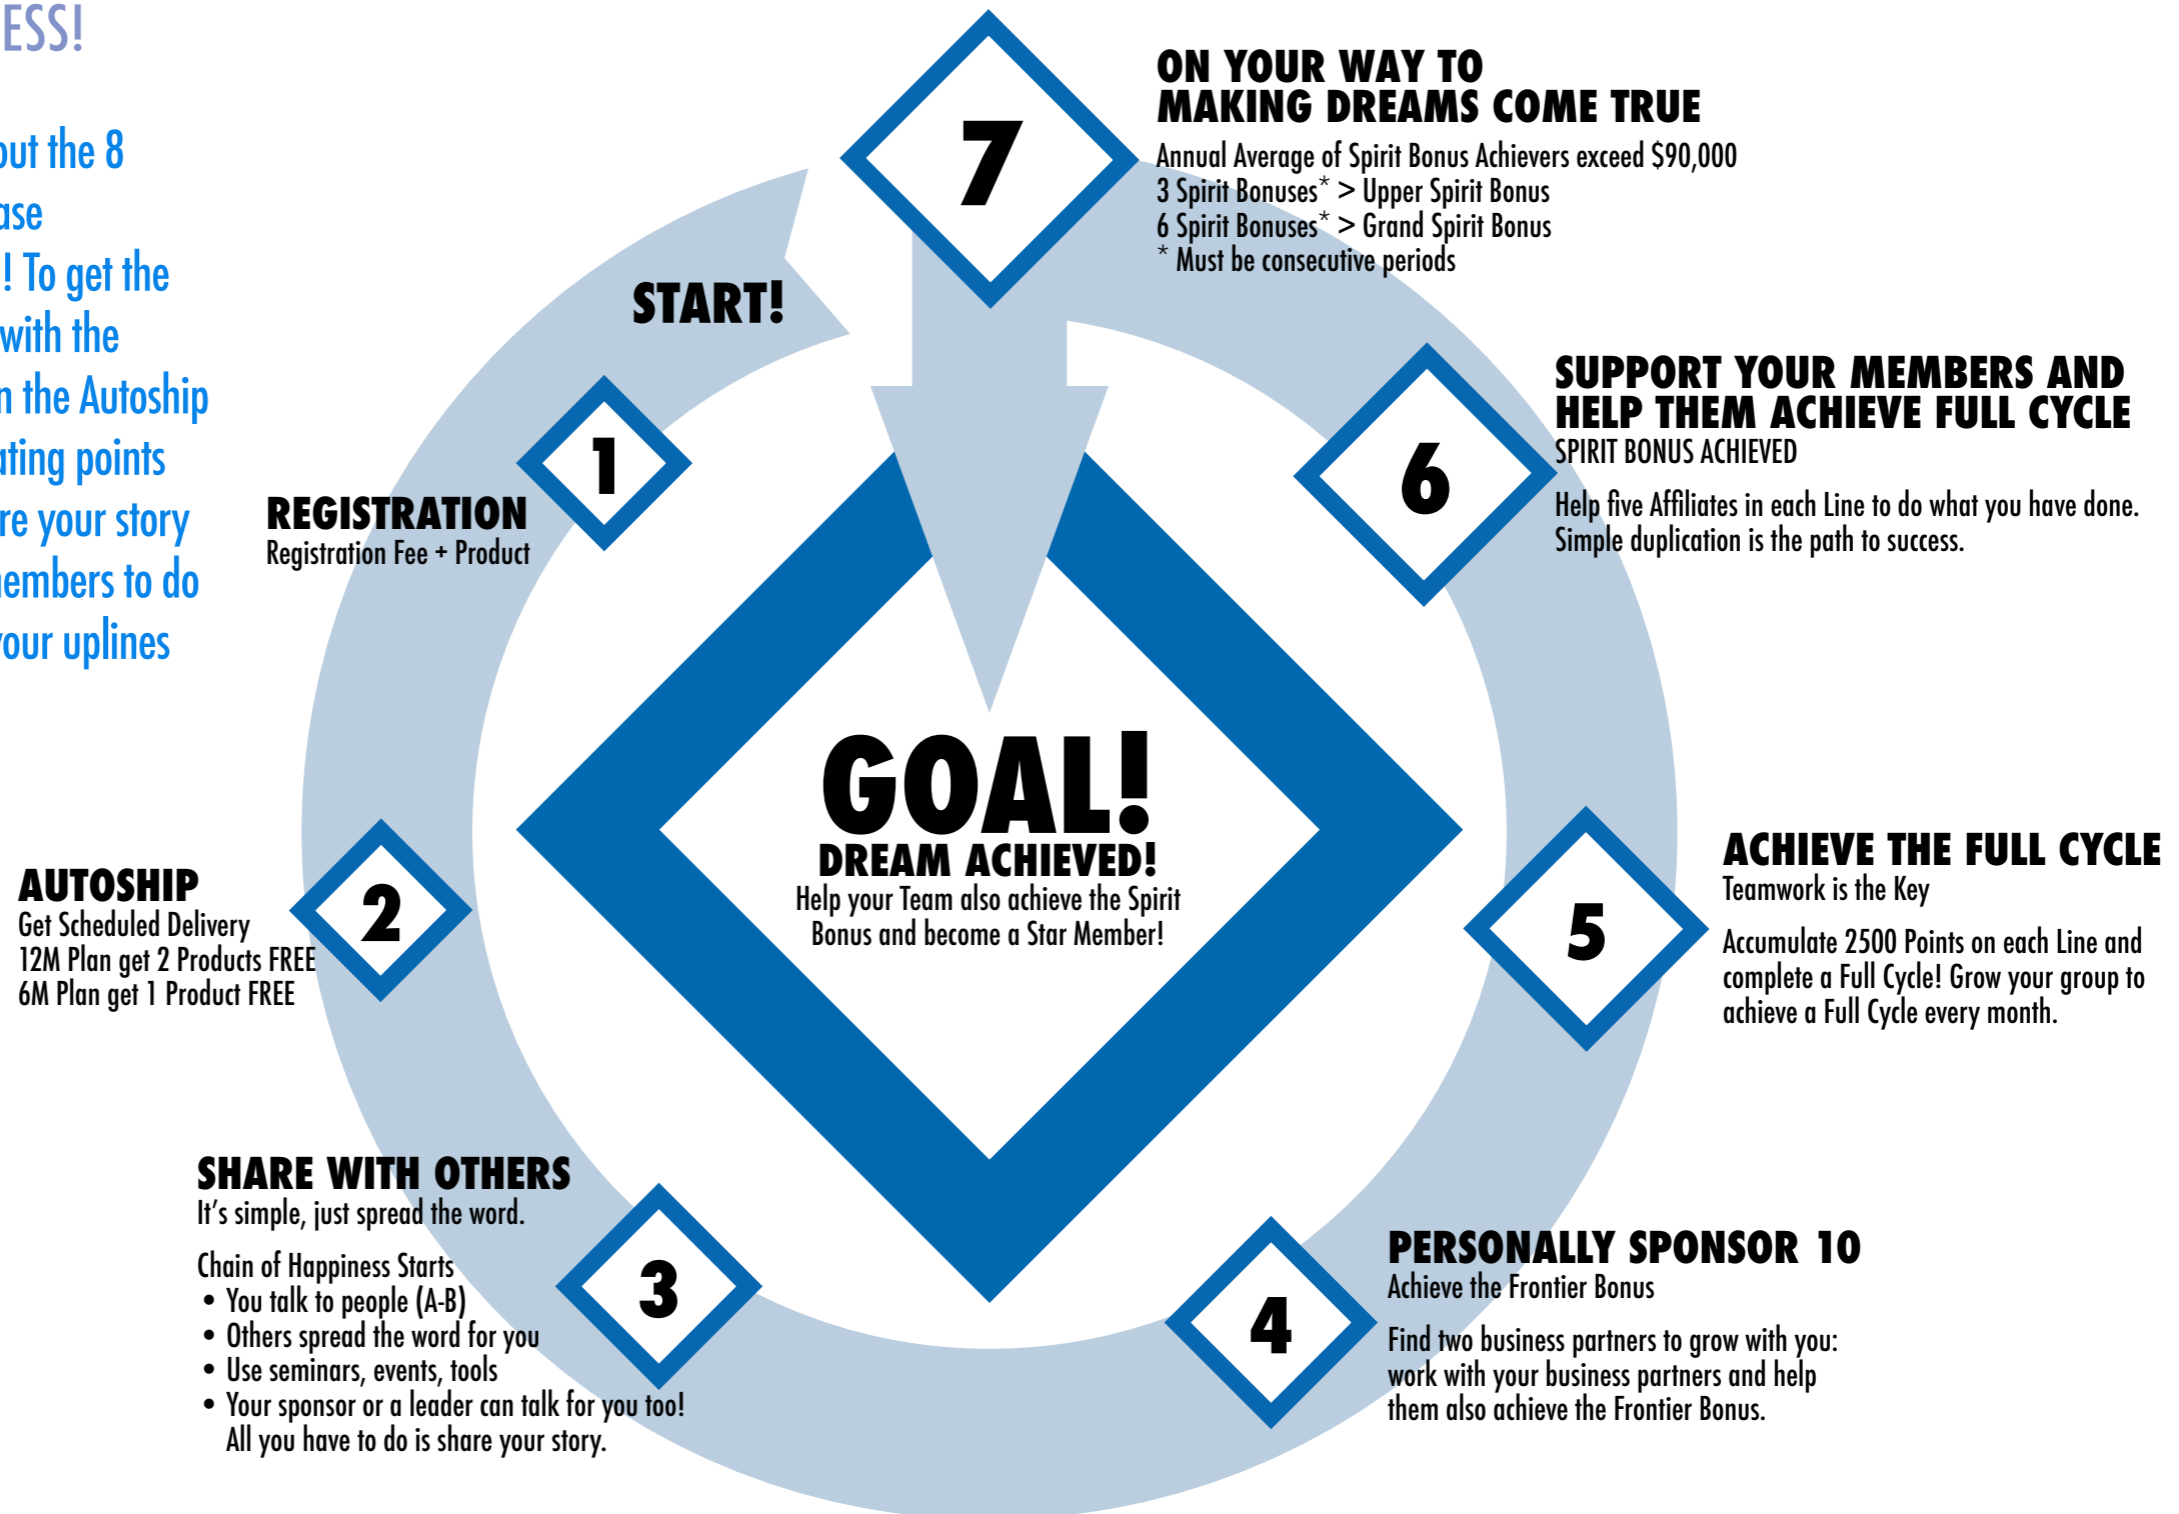 ESS!
out the 8
ase
! To get the
with the
n the Autoship
ating points
re your story
nembers to do
your uplines
START!
1
REGISTRATION
Registration Fee + Product
2
AUTOSHIP
Get Scheduled Delivery
12M Plan get 2 Products FREE
6M Plan get 1 Product FREE
3
SHARE WITH OTHERS
It's simple, just spread the word.
Chain of Happiness Starts
• You talk to people (A-B)
• Others spread the word for you
• Use seminars, events, tools
• Your sponsor or a leader can talk for you too!
All you have to do is share your story.
4
PERSONALLY SPONSOR 10
Achieve the Frontier Bonus
Find two business partners to grow with you:
work with your business partners and help
them also achieve the Frontier Bonus.
5
ACHIEVE THE FULL CYCLE
Teamwork is the Key
Accumulate 2500 Points on each Line and
complete a Full Cycle! Grow your group to
achieve a Full Cycle every month.
6
SUPPORT YOUR MEMBERS AND
HELP THEM ACHIEVE FULL CYCLE
SPIRIT BONUS ACHIEVED
Help five Affiliates in each Line to do what you have done.
Simple duplication is the path to success.
7
ON YOUR WAY TO
MAKING DREAMS COME TRUE
Annual Average of Spirit Bonus Achievers exceed $90,000
3 Spirit Bonuses* > Upper Spirit Bonus
6 Spirit Bonuses* > Grand Spirit Bonus
* Must be consecutive periods
GOAL!
DREAM ACHIEVED!
Help your Team also achieve the Spirit
Bonus and become a Star Member!